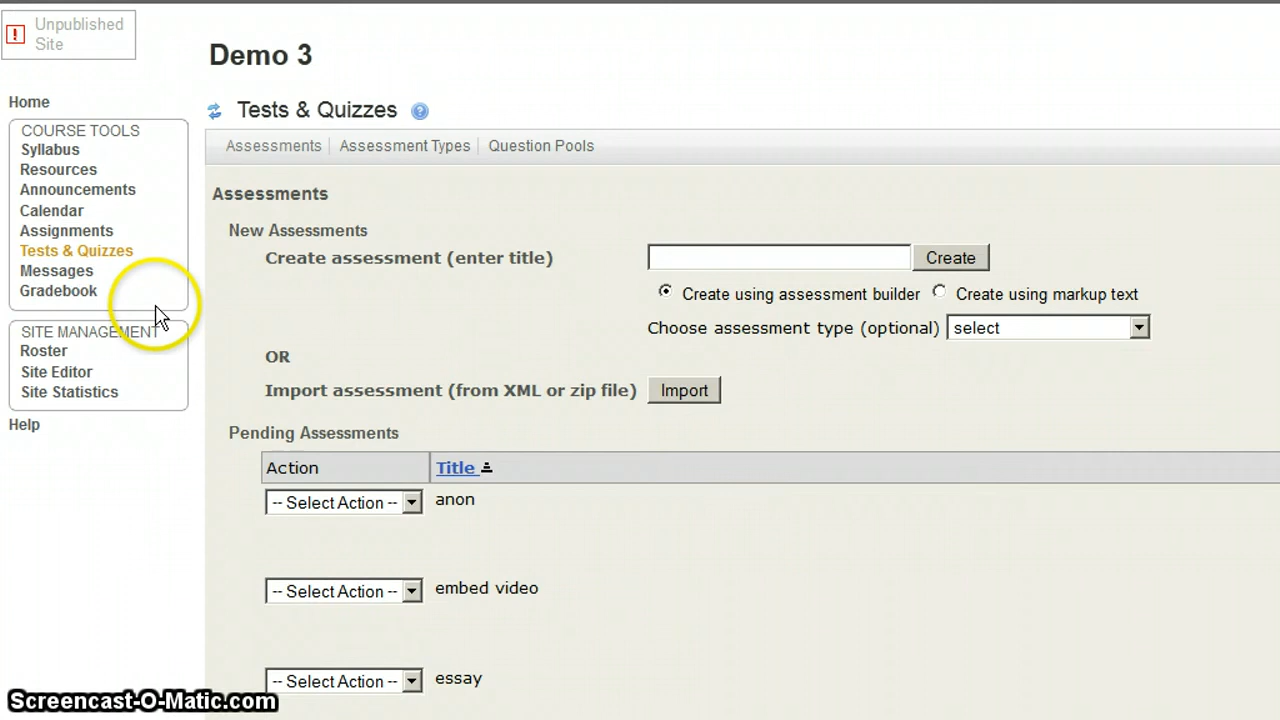 Unpublished
Site
Demo 3
Home
COURSE TOOLS
Syllabus
Resources
Announcements
Calendar
Assignments
Tests & Quizzes
Messages
Gradebook
SITE MANAGEMENT
Roster
Site Editor
Site Statistics
Help
Tests & Quizzes ?
Assessments | Assessment Types | Question Pools
Assessments
New Assessments
Create assessment (enter title) Create
Create using assessment builder Create using markup text
Choose assessment type (optional) select
OR
Import assessment (from XML or zip file) Import
Pending Assessments
Action Title
-- Select Action -- anon
-- Select Action -- embed video
-- Select Action -- essay
Screencast-O-Matic.com